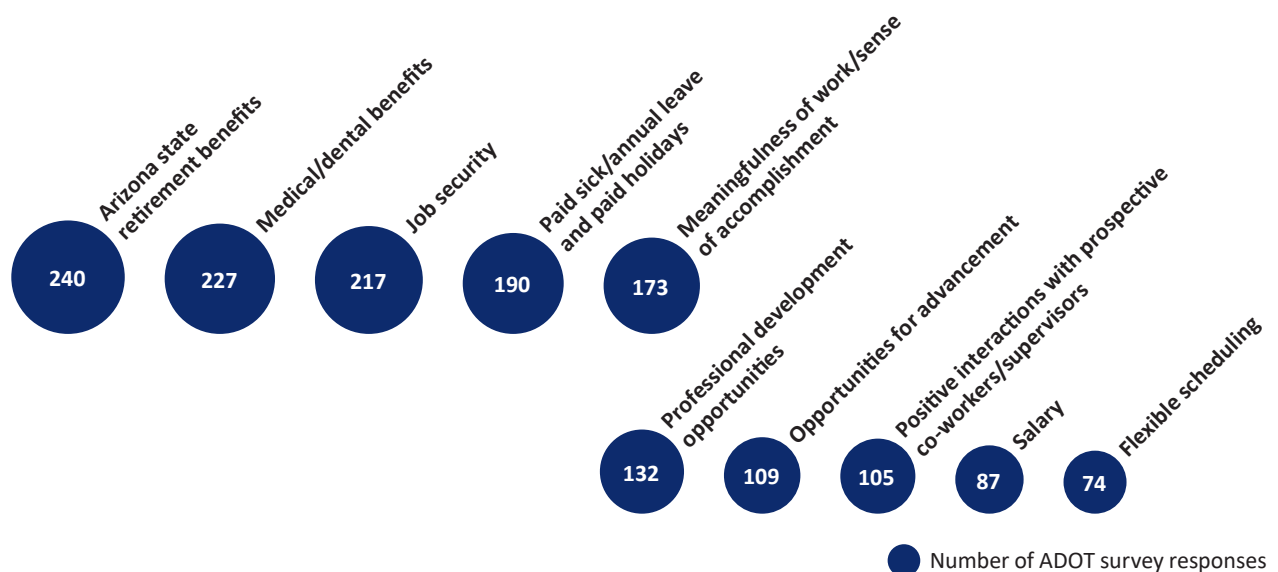 Arizona state
retirement benefits
Medical/dental benefits
Job security
Paid sick/annual leave
and paid holidays
Meaningfulness of work/sense
of accomplishment
240
227
217
190
173
Professional development
opportunities
Opportunities for advancement
Positive interactions with prospective
co-workers/supervisors
Salary
Flexible scheduling
132
109
105
87
74
Number of ADOT survey responses